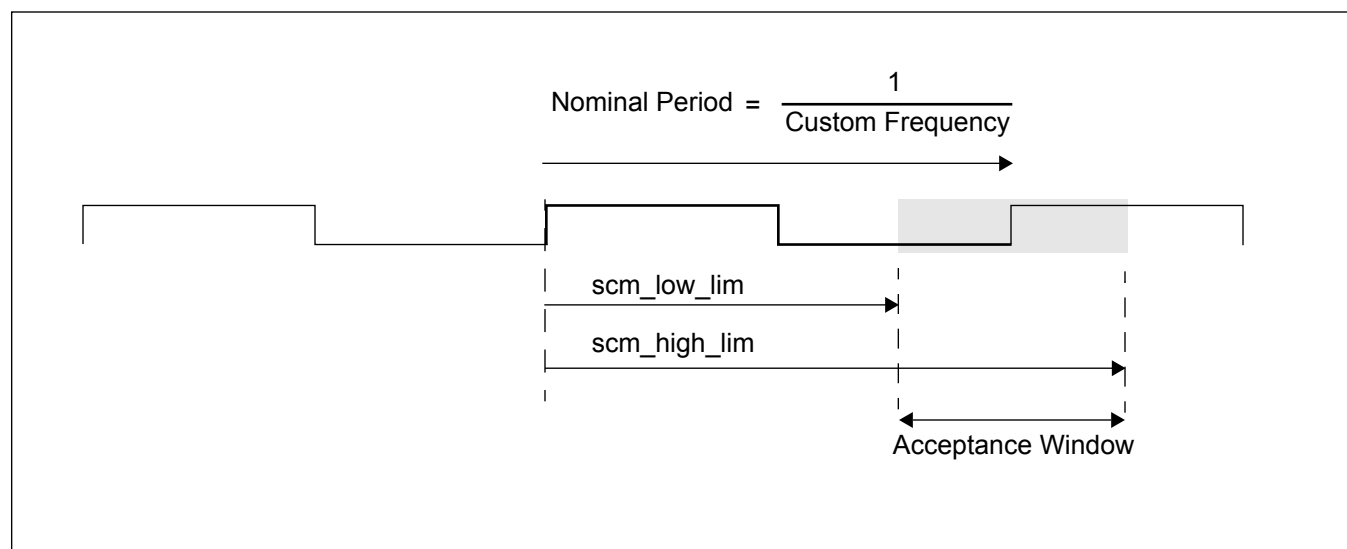 1
Nominal Period =
Custom Frequency
scm_low_lim
scm_high_lim
Acceptance Window